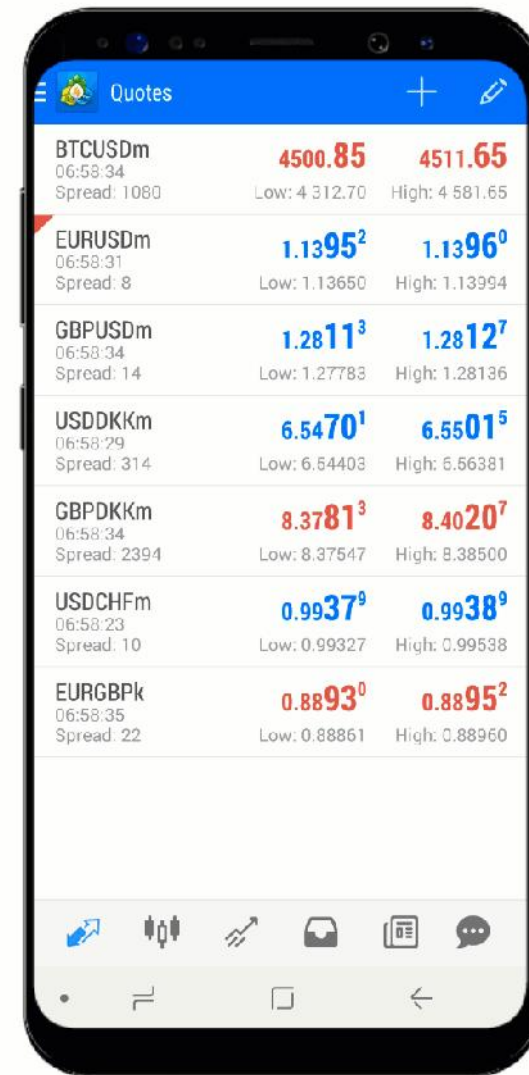 Quotes
BTCUSDm
06:58:34
Spread: 1080
4500.85
4511.65
Low: 4 312.70
High: 4 581.65
EURUSDm
06:58:31
Spread: 8
1.13952
1.13960
Low: 1.13650
High: 1.13994
GBPUSDm
06:58:34
Spread: 14
1.28113
1.28127
Low: 1.27783
High: 1.28136
USDDKKm
06:58:29
Spread: 314
6.54701
6.55015
Low: 6.54403
High: 6.56381
GBPDKKm
06:58:34
Spread: 2394
8.37813
8.40207
Low: 8.37547
High: 8.38500
USDCHFm
06:58:23
Spread: 10
0.99379
0.99389
Low: 0.99327
High: 0.99538
EURGBPk
06:58:35
Spread: 22
0.88930
0.88952
Low: 0.88861
High: 0.88960